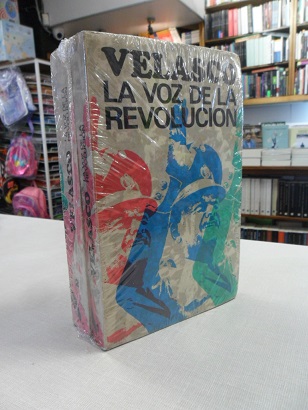 VELASCO
LA VOZ DE LA
REVOLUCION